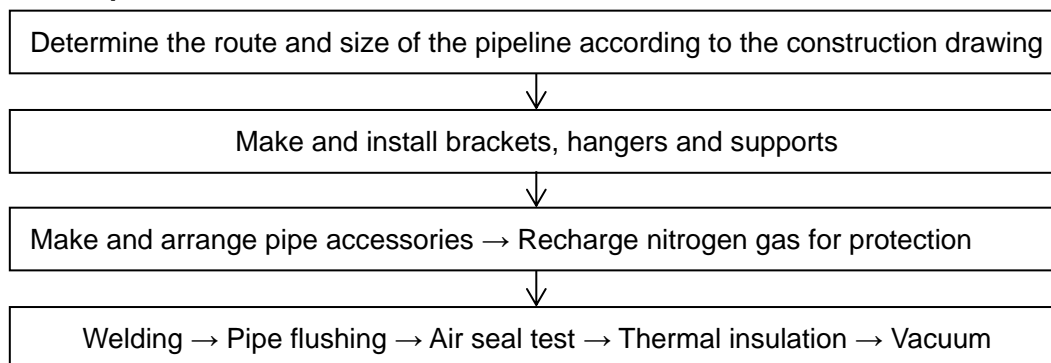 Determine the route and size of the pipeline according to the construction drawing
Make and install brackets, hangers and supports
Make and arrange pipe accessories → Recharge nitrogen gas for protection
Welding → Pipe flushing → Air seal test → Thermal insulation → Vacuum